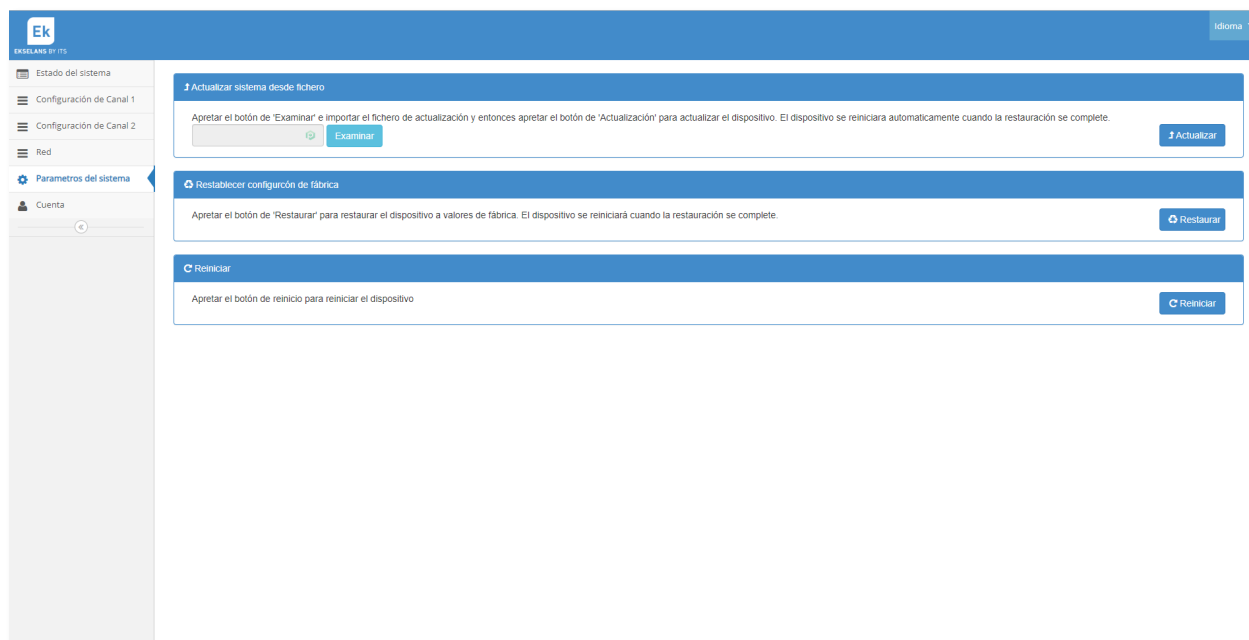 Ek
EKSELANS BY ITS
Idioma
Estado del sistema
Configuración de Canal 1
Configuración de Canal 2
Red
Parametros del sistema
Cuenta
Actualizar sistema desde fichero
Apretar el botón de 'Examinar' e importar el fichero de actualización y entonces apretar el botón de 'Actualización' para actualizar el dispositivo. El dispositivo se reiniciara automaticamente cuando la restauración se complete.
Examinar
Actualizar
Restablecer configurcón de fábrica
Apretar el botón de 'Restaurar' para restaurar el dispositivo a valores de fábrica. El dispositivo se reiniciará cuando la restauración se complete.
Restaurar
Reiniciar
Apretar el botón de reinicio para reiniciar el dispositivo
Reiniciar